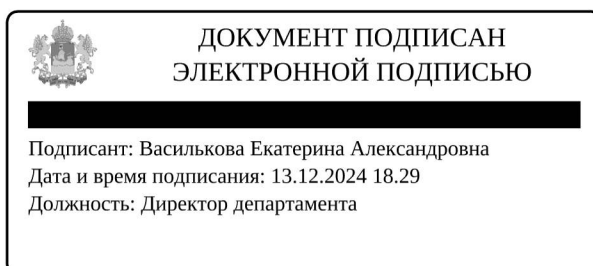 ДОКУМЕНТ ПОДПИСАН
ЭЛЕКТРОННОЙ ПОДПИСЬЮ
Подписант: Василькова Екатерина Александровна
Дата и время подписания: 13.12.2024 18.29
Должность: Директор департамента